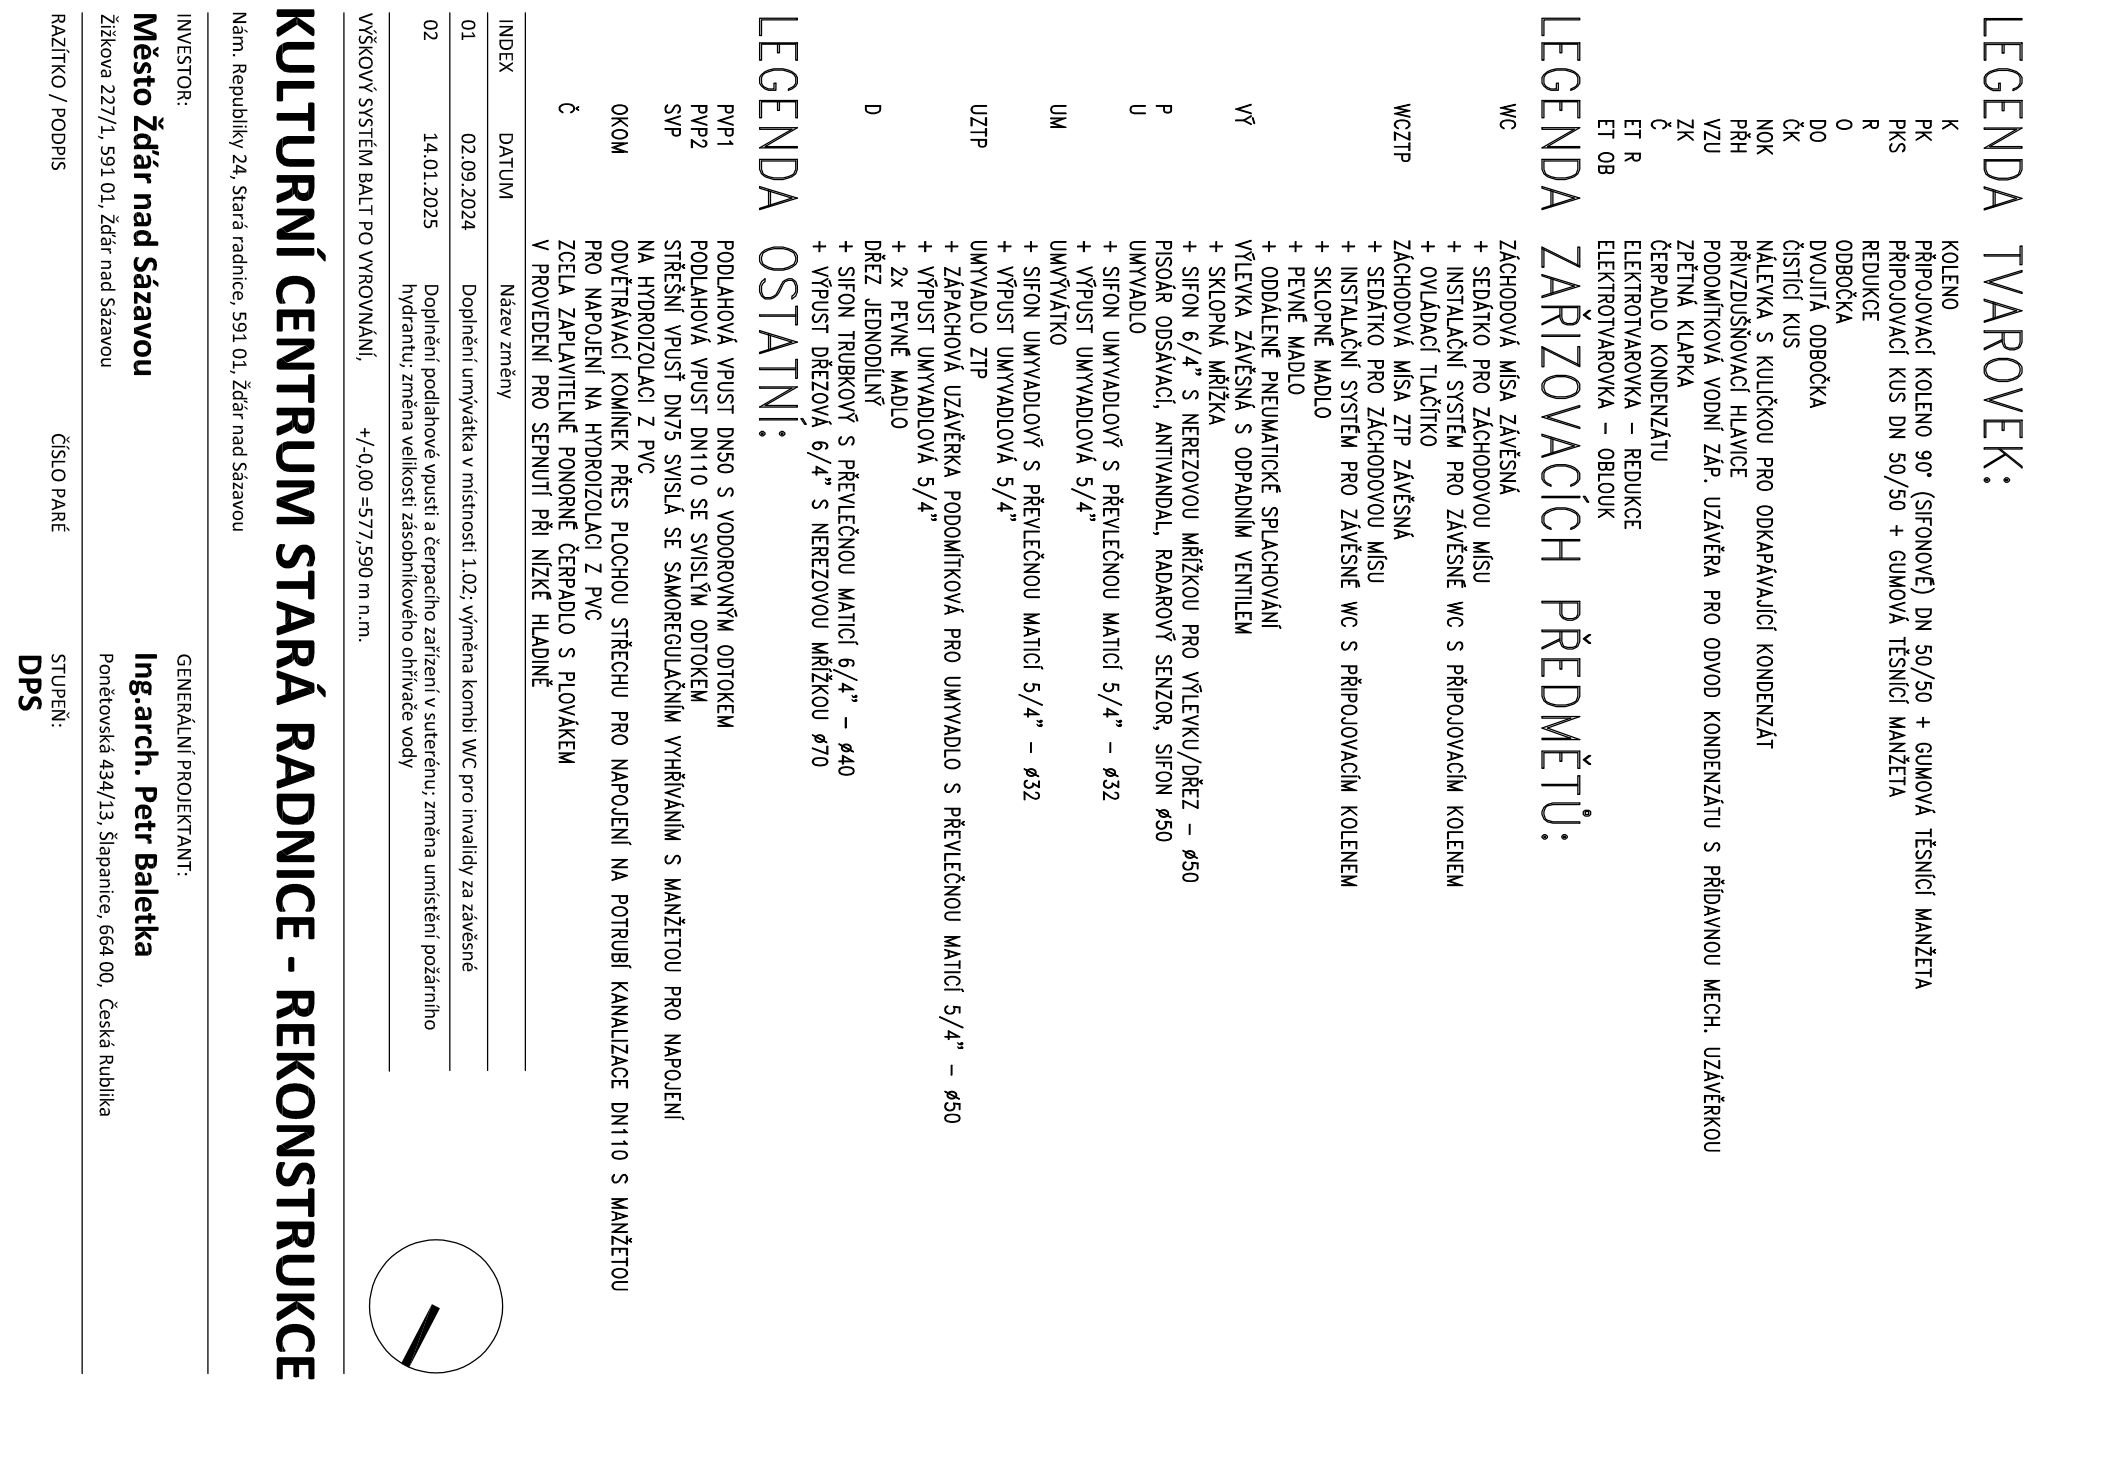 LEGENDA TVAROVEK:
K KOLENO
PK PŘIPOJOVACÍ KOLENO 90° (SIFONOVÉ) DN 50/50 + GUMOVÁ TĚSNÍCÍ MANŽETA
PKS PŘIPOJOVACÍ KUS DN 50/50 + GUMOVÁ TĚSNÍCÍ MANŽETA
R REDUKCE
O ODBOČKA
DO DVOJITÁ ODBOČKA
ČK ČISTÍCÍ KUS
NOK NÁLEVKA S KULIČKOU PRO ODKAPÁVAJÍCÍ KONDENZÁT
PŘH PŘIVZDUŠŇOVACÍ HLAVICE
VZU PODOMÍTKOVÁ VODNÍ ZÁP. UZÁVĚRA PRO ODVOD KONDENZÁTU S PŘÍDAVNOU MECH. UZÁVĚRKOU
ZK ZPĚTNÁ KLAPKA
Č ČERPADLO KONDENZÁTU
ET R ELEKTROTVAROVKA – REDUKCE
ET OB ELEKTROTVAROVKA – OBLOUK
LEGENDA ZAŘIZOVACÍCH PŘEDMĚTŮ:
WC ZÁCHODOVÁ MÍSA ZÁVĚSNÁ
+ SEDÁTKO PRO ZÁCHODOVOU MÍSU
+ INSTALAČNÍ SYSTÉM PRO ZÁVĚSNÉ WC S PŘIPOJOVACÍM KOLENEM
+ OVLÁDACÍ TLAČÍTKO
WCZTP ZÁCHODOVÁ MÍSA ZTP ZÁVĚSNÁ
+ SEDÁTKO PRO ZÁCHODOVOU MÍSU
+ INSTALAČNÍ SYSTÉM PRO ZÁVĚSNÉ WC S PŘIPOJOVACÍM KOLENEM
+ SKLOPNÉ MADLO
+ PEVNÉ MADLO
+ ODDÁLENÉ PNEUMATICKÉ SPLACHOVÁNÍ
VÝ VÝLEVKA ZÁVĚSNÁ S ODPADNÍM VENTILEM
+ SKLOPNÁ MŘÍŽKA
+ SIFON 6/4” S NEREZOVOU MŘÍŽKOU PRO VÝLEVKU/DŘEZ – ø50
P PISOÁR ODSÁVACÍ, ANTIVANDAL, RADAROVÝ SENZOR, SIFON ø50
U UMYVADLO
+ SIFON UMYVADLOVÝ S PŘEVLEČNOU MATICÍ 5/4” – ø32
+ VÝPUST UMYVADLOVÁ 5/4”
UM UMÝVÁTKO
+ SIFON UMYVADLOVÝ S PŘEVLEČNOU MATICÍ 5/4” – ø32
+ VÝPUST UMYVADLOVÁ 5/4”
UZTP UMYVADLO ZTP
+ ZÁPACHOVÁ UZÁVĚRKA PODOMÍTKOVÁ PRO UMYVADLO S PŘEVLEČNOU MATICÍ 5/4” – ø50
+ VÝPUST UMYVADLOVÁ 5/4”
+ 2x PEVNÉ MADLO
D DŘEZ JEDNODÍLNÝ
+ SIFON TRUBKOVÝ S PŘEVLEČNOU MATICÍ 6/4” – ø40
+ VÝPUST DŘEZOVÁ 6/4” S NEREZOVOU MŘÍŽKOU ø70
LEGENDA OSTATNÍ:
PVP1 PODLAHOVÁ VPUST DN50 S VODOROVNÝM ODTOKEM
PVP2 PODLAHOVÁ VPUST DN110 SE SVISLÝM ODTOKEM
SVP STŘEŠNÍ VPUSŤ DN75 SVISLÁ SE SAMOREGULAČNÍM VYHŘÍVÁNÍM S MANŽETOU PRO NAPOJENÍ
NA HYDROIZOLACI Z PVC
OKOM ODVĚTRÁVACÍ KOMÍNEK PŘES PLOCHOU STŘECHU PRO NAPOJENÍ NA POTRUBÍ KANALIZACE DN110 S MANŽETOU
PRO NAPOJENÍ NA HYDROIZOLACI Z PVC
Č ZCELA ZAPLAVITELNÉ PONORNÉ ČERPADLO S PLOVÁKEM
V PROVEDENÍ PRO SEPNUTÍ PŘI NÍZKÉ HLADINĚ
INDEX DATUM Název změny
01 02.09.2024 Doplnění umývátka v místnosti 1.02; výměna kombi WC pro invalidy za závěsné
02 14.01.2025 Doplnění podlahové vpusti a čerpacího zařízení v suterénu; změna umístění požárního
hydrantu; změna velikosti zásobníkového ohřívače vody
VÝŠKOVÝ SYSTÉM BALT PO VYROVNÁNÍ, +/-0,00 =577,590 m n.m.
KULTURNÍ CENTRUM STARÁ RADNICE - REKONSTRUKCE
Nám. Republiky 24, Stará radnice, 591 01, Žďár nad Sázavou
INVESTOR: GENERÁLNÍ PROJEKTANT:
Město Žďár nad Sázavou Ing.arch. Petr Baletka
Žižkova 227/1, 591 01, Žďár nad Sázavou Ponětovská 434/13, Šlapanice, 664 00, Česká Rublika
RAZÍTKO / PODPIS ČÍSLO PARÉ STUPEŇ:
DPS